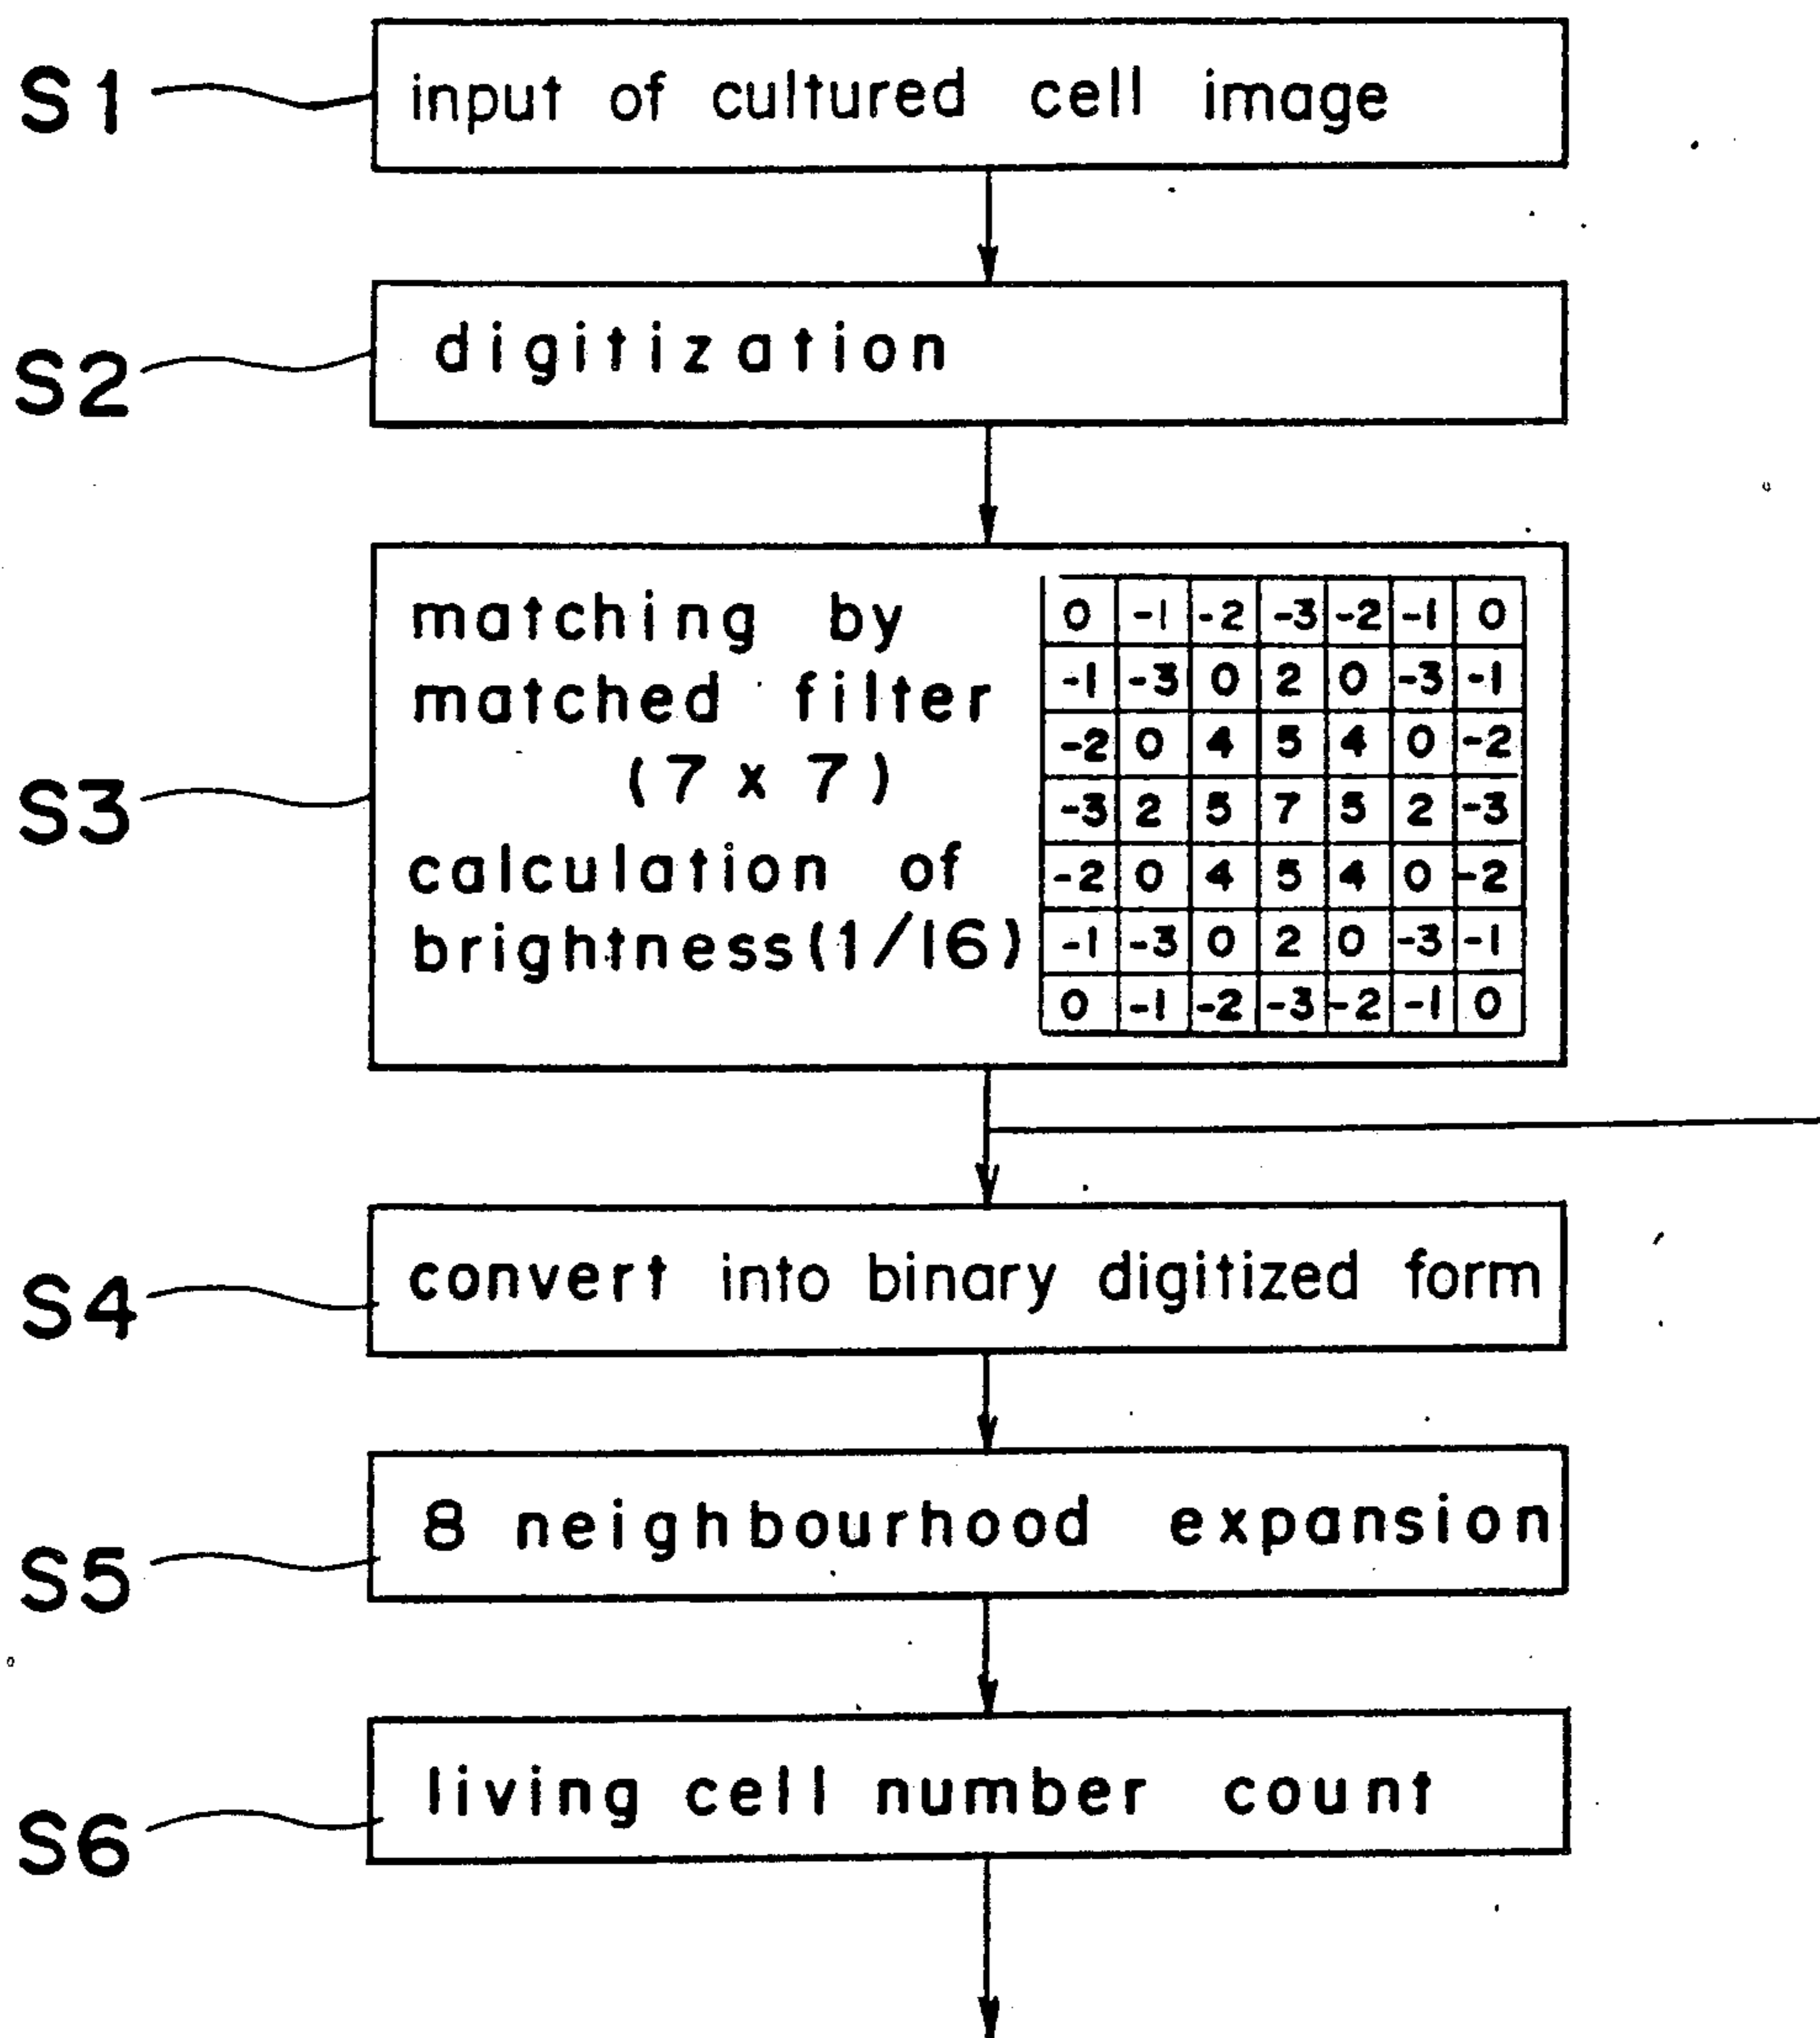 S1 input of cultured cell image
S2 digitization
S3
matching by
matched filter
(7 x 7)
calculation of
brightness(1/16)
0 -1 -2 -3 -2 -1 0
-1 -3 0 2 0 -3 -1
-2 0 4 5 4 0 -2
-3 2 5 7 5 2 -3
-2 0 4 5 4 0 -2
-1 -3 0 2 0 -3 -1
0 -1 -2 -3 -2 -1 0
S4 convert into binary digitized form
S5 8 neighbourhood expansion
S6 living cell number count